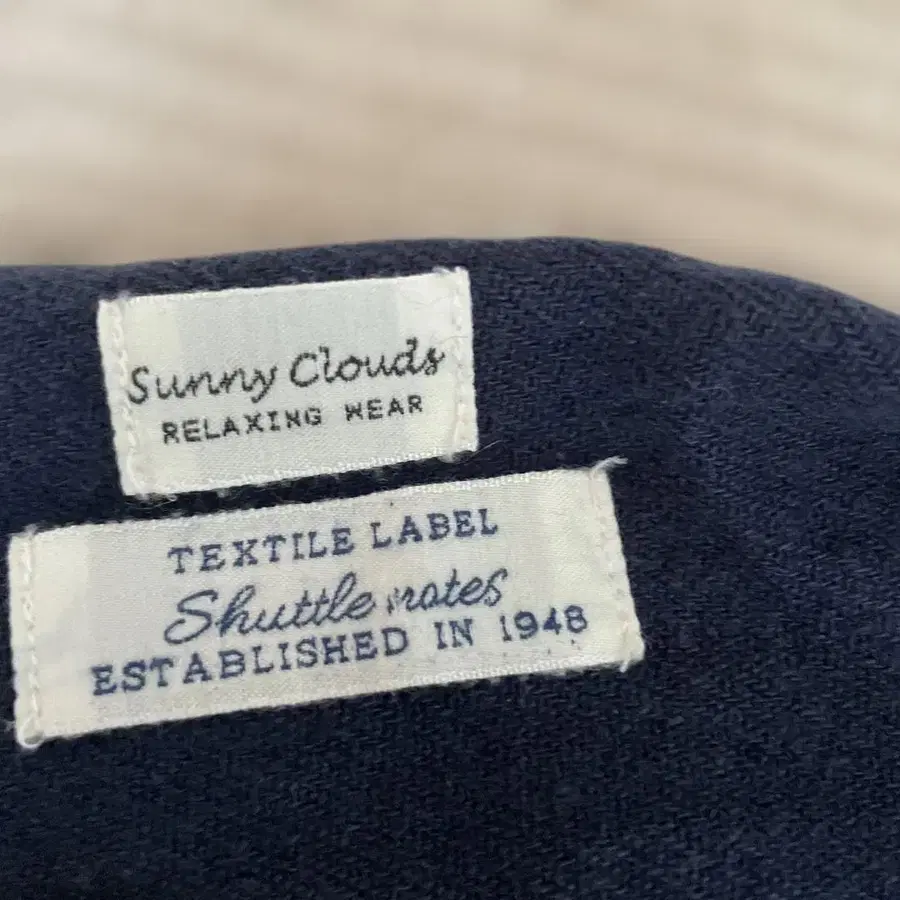 Sunny Clouds
RELAXING WEAR
TEXTILE LABEL
Shuttle notes
ESTABLISHED IN 1948